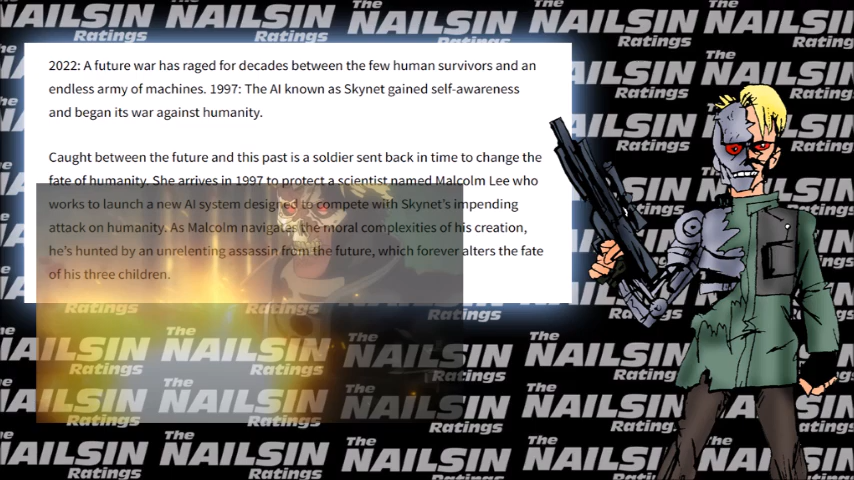 The NAILSIN Ratings
2022: A future war has raged for decades between the few human survivors and an
endless army of machines. 1997: The AI known as Skynet gained self-awareness
and began its war against humanity.
Caught between the future and this past is a soldier sent back in time to change the
fate of humanity. She arrives in 1997 to protect a scientist named Malcolm Lee who
works to launch a new AI system designed to compete with Skynet's impending
attack on humanity. As Malcolm navigates the moral complexities of his creation,
he's hunted by an unrelenting assassin from the future, which forever alters the fate
of his three children.